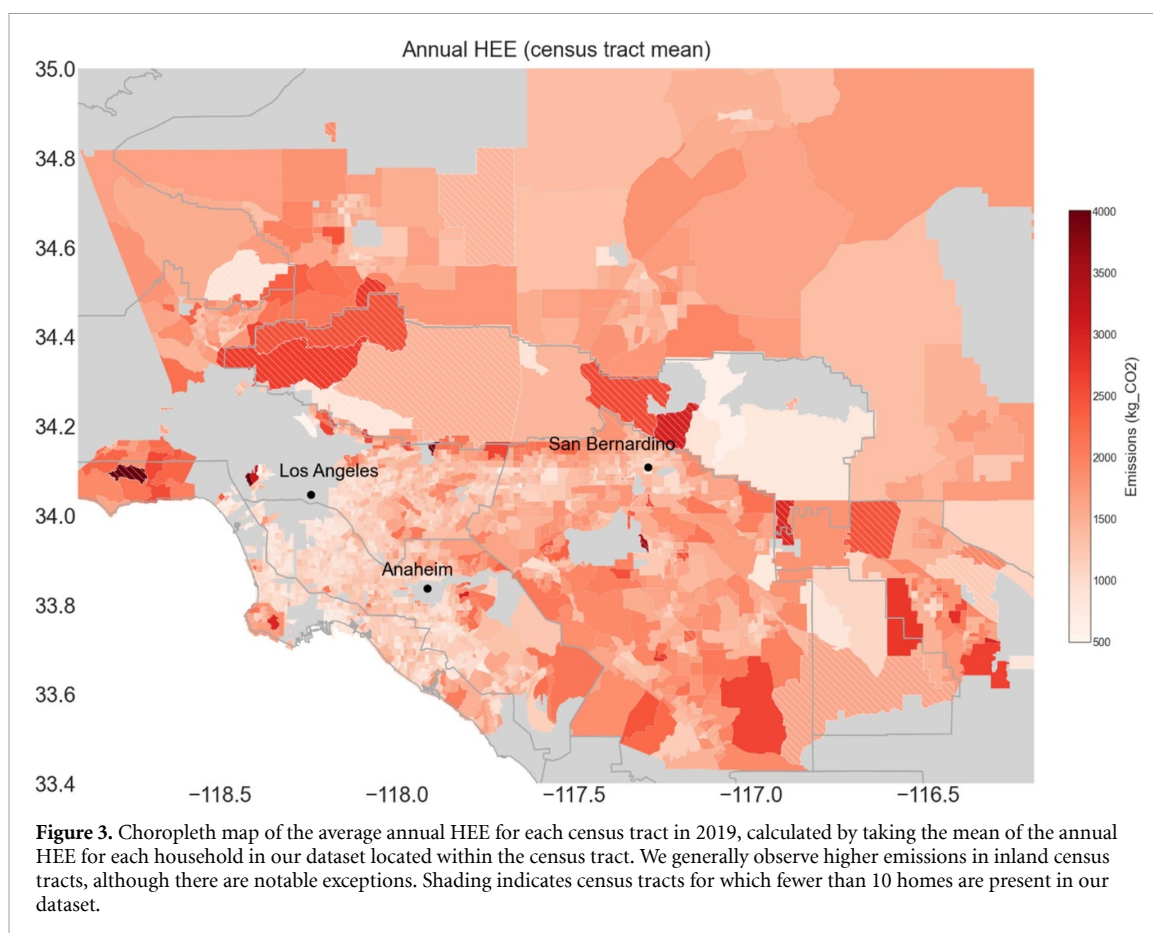 Annual HEE (census tract mean)
35.0
34.8
34.6
34.4
34.2
34.0
33.8
33.6
33.4
−118.5
−118.0
−117.5
−117.0
−116.5
San Bernardino
Los Angeles
Anaheim
4000
3500
3000
2500
2000
1500
1000
500
Emissions (kg_CO2)
Figure 3. Choropleth map of the average annual HEE for each census tract in 2019, calculated by taking the mean of the annual
HEE for each household in our dataset located within the census tract. We generally observe higher emissions in inland census
tracts, although there are notable exceptions. Shading indicates census tracts for which fewer than 10 homes are present in our
dataset.